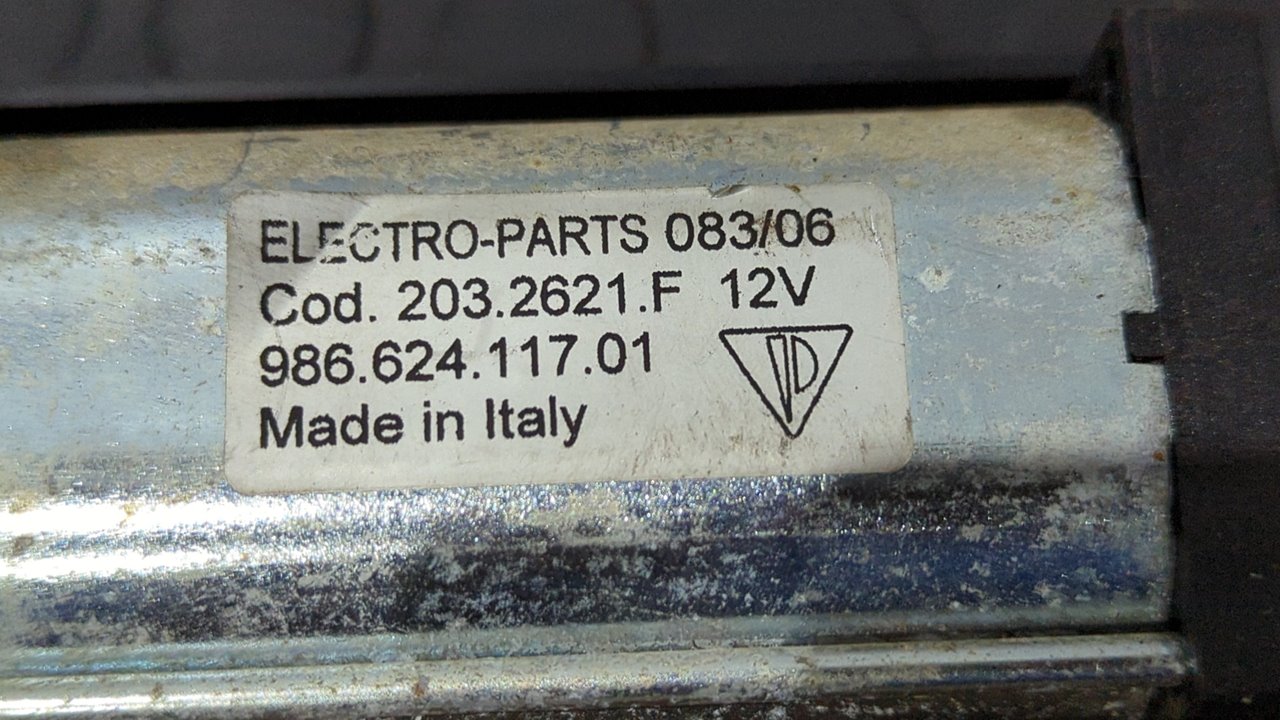 ELECTRO-PARTS 083/06
Cod. 203.2621.F 12V
986.624.117.01
Made in Italy